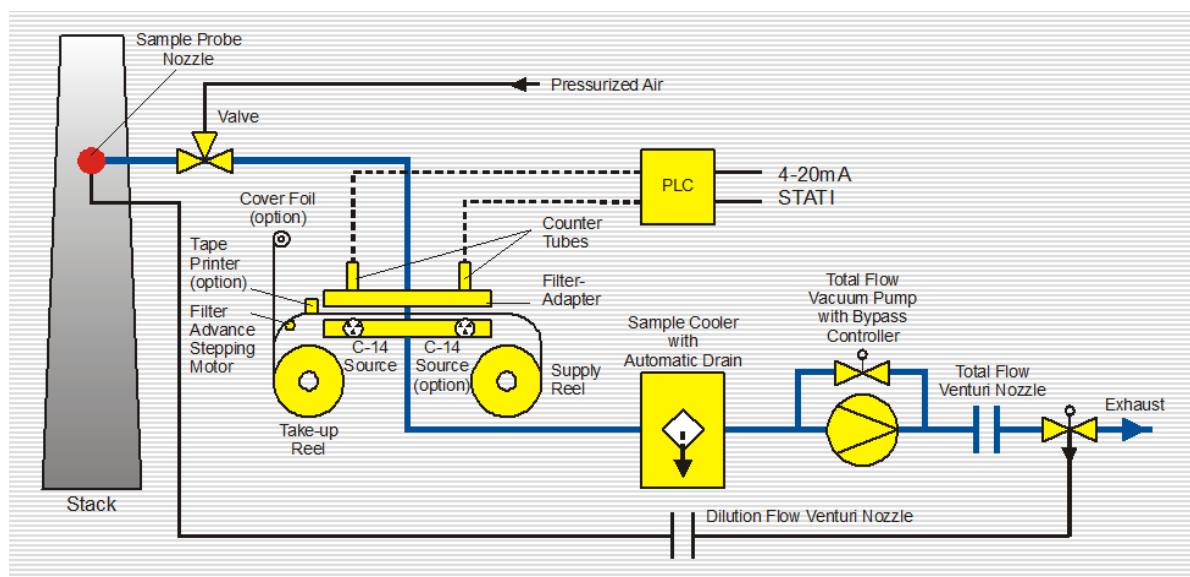 Sample Probe
Nozzle
Pressurized Air
Valve
PLC
4-20mA
STATI
Cover Foil
(option)
Counter
Tubes
Tape
Printer
(option)
Filter-
Adapter
Total Flow
Vacuum Pump
with Bypass
Controller
Filter
Advance
Stepping
Motor
Sample Cooler
with
Automatic Drain
C-14
Source
C-14
Source
(option)
Supply
Reel
Total Flow
Venturi Nozzle
Exhaust
Take-up
Reel
Stack
Dilution Flow Venturi Nozzle